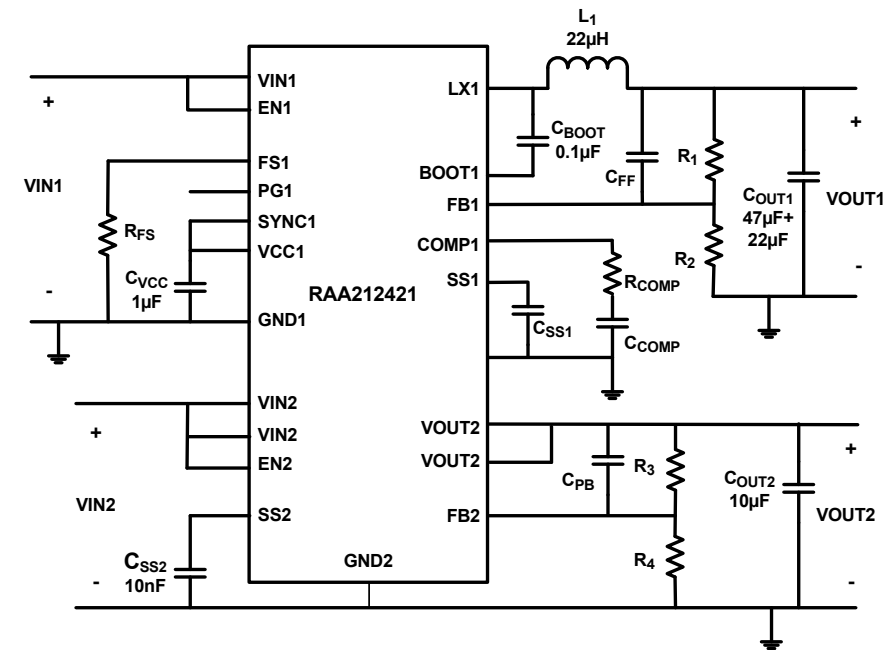 L1
22µH
VIN1
EN1
LX1
+
CBOOT
0.1µF
+
FS1
R1
VIN1
PG1
BOOT1
CFF
COUT1
47µF+
22µF
VOUT1
FB1
SYNC1
RFS
VCC1
COMP1
R2
CVCC
1µF
RAA212421
SS1
RCOMP
-
-
GND1
CSS1
CCOMP
VIN2
VOUT2
+
VIN2
+
EN2
VOUT2
CPB
R3
COUT2
10µF
VIN2
SS2
FB2
VOUT2
CSS2
10nF
GND2
R4
-
-